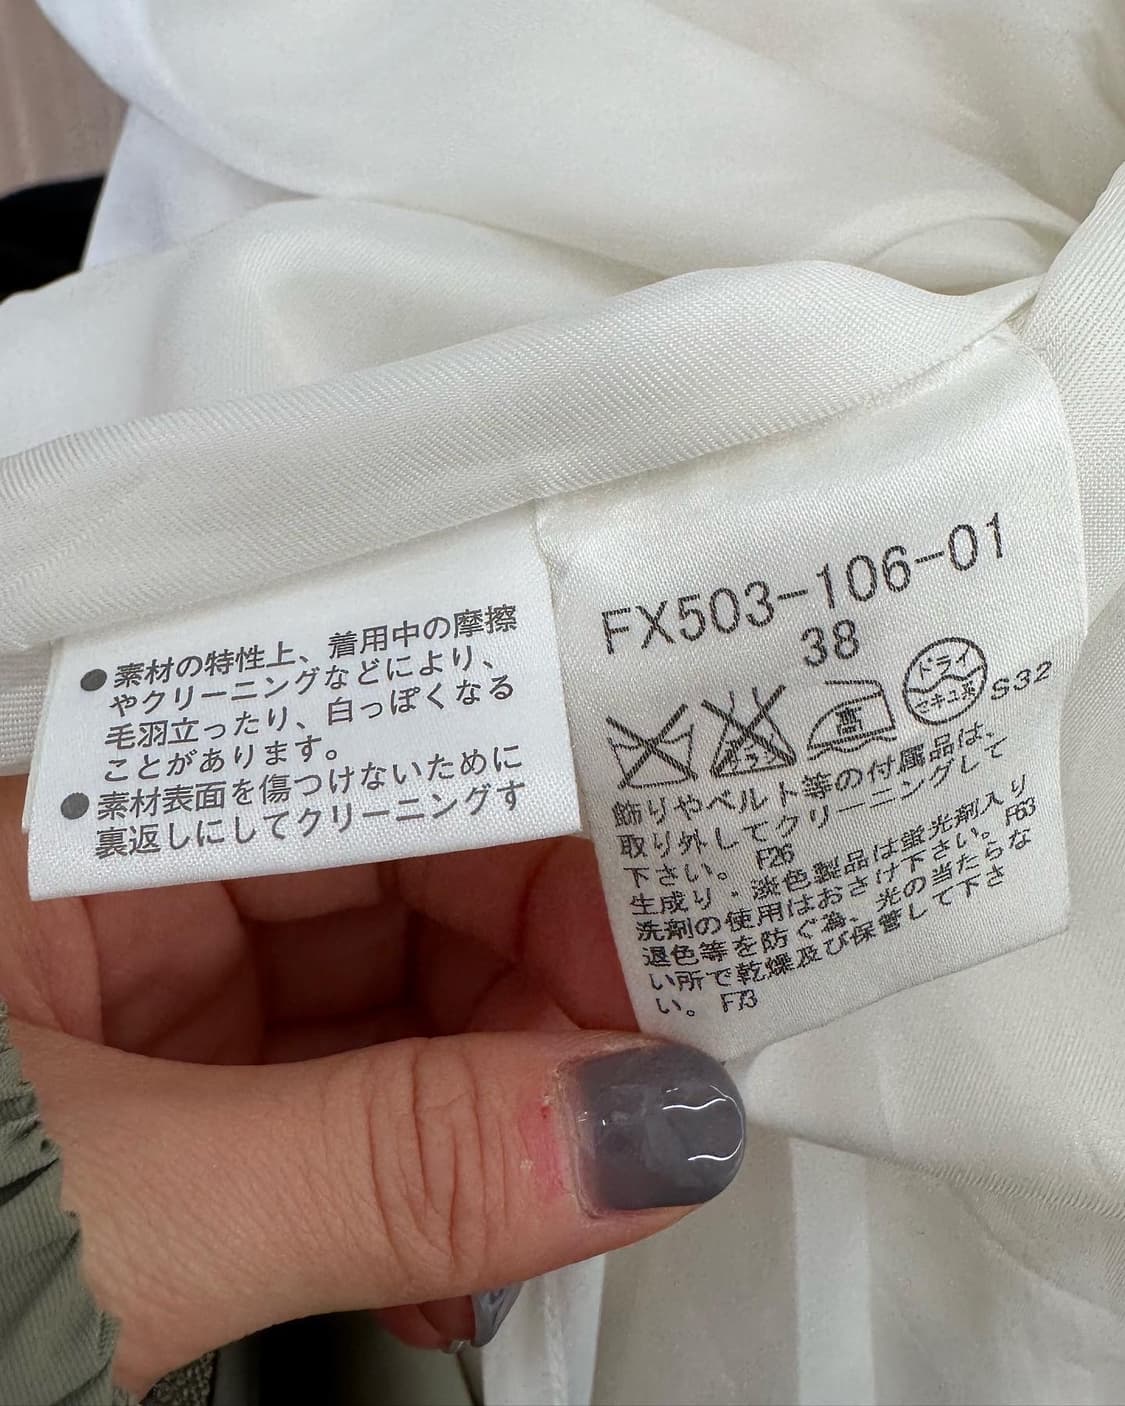 ●素材の特性上、着用中の摩擦
やクリーニングなどにより、
毛羽立ったり、白っぽくなる
ことがあります。
●素材表面を傷つけないために
裏返しにしてクリーニングす
FX503-106-01
38
エンソ
サラシ
高
ドライ
セキユ系
S32
飾りやベルト等の付属品は、
取り外してクリーニングして
下さい。 F26
生成り・淡色製品は蛍光剤入り
洗剤の使用はおさけ下さい。 F63
退色等を防ぐ為、光の当たらな
い所で乾燥及び保管して下さ
い。 F73